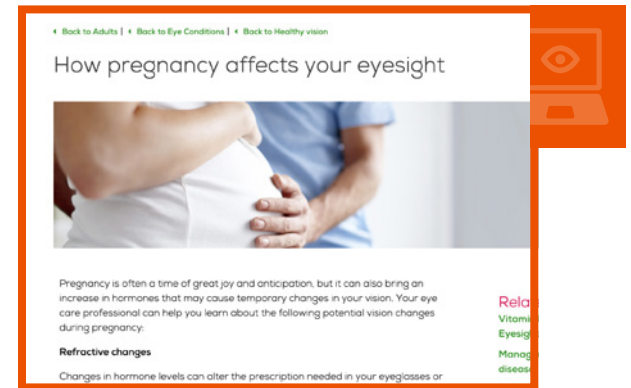 Back to Adults | Back to Eye Conditions | Back to Healthy vision
How pregnancy affects your eyesight
Pregnancy is often a time of great joy and anticipation, but it can also bring an
increase in hormones that may cause temporary changes in your vision. Your eye
care professional can help you learn about the following potential vision changes
during pregnancy:
Refractive changes
Changes in hormone levels can alter the prescription needed in your eyeglasses or
Rela
Vitami
Eyesig
Manag
disease